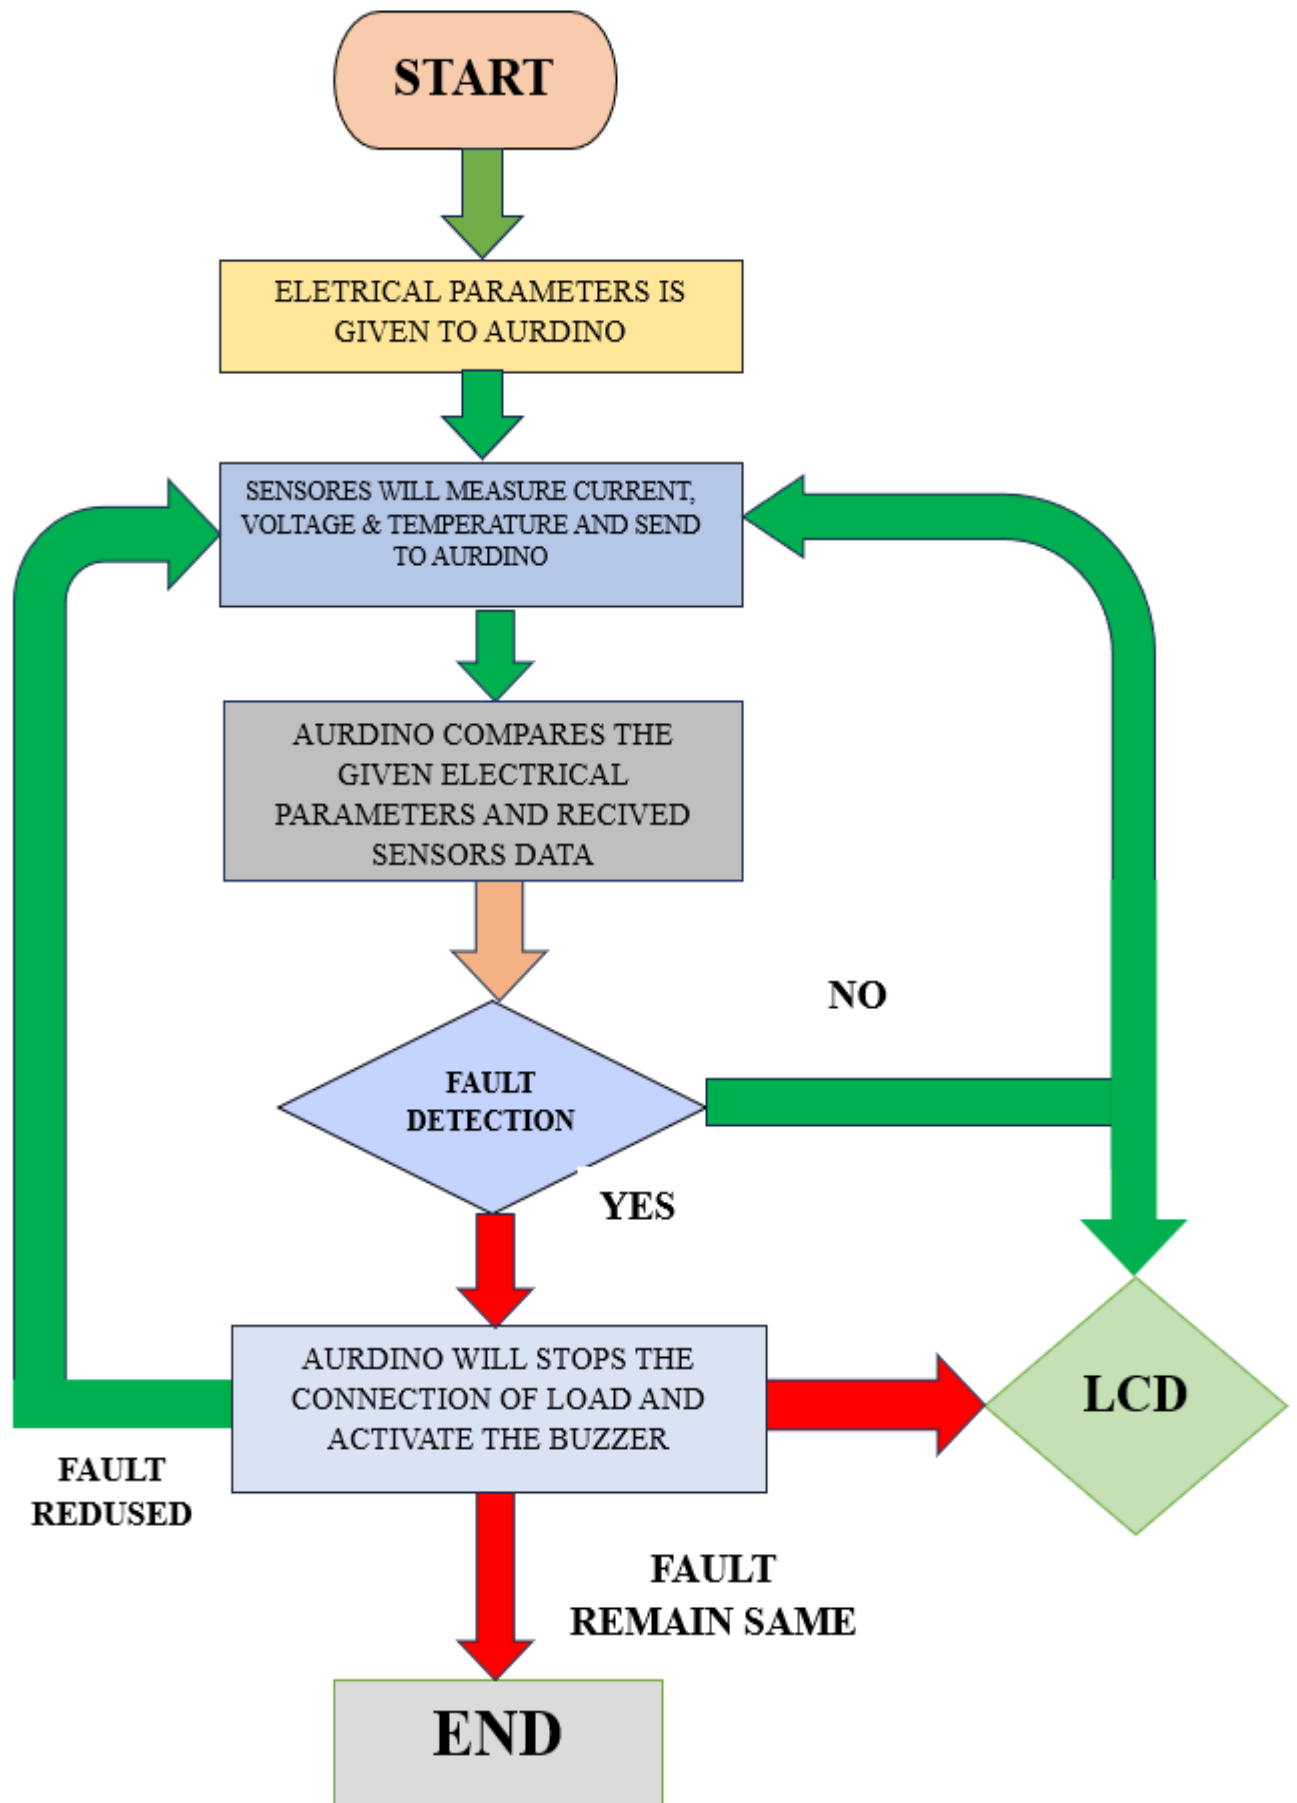 START
ELETRICAL PARAMETERS IS
GIVEN TO AURDINO
SENSORES WILL MEASURE CURRENT,
VOLTAGE & TEMPERATURE AND SEND
TO AURDINO
AURDINO COMPARES THE
GIVEN ELECTRICAL
PARAMETERS AND RECIVED
SENSORS DATA
NO
FAULT
DETECTION
YES
AURDINO WILL STOPS THE
CONNECTION OF LOAD AND
ACTIVATE THE BUZZER
LCD
FAULT
REDUSED
FAULT
REMAIN SAME
END